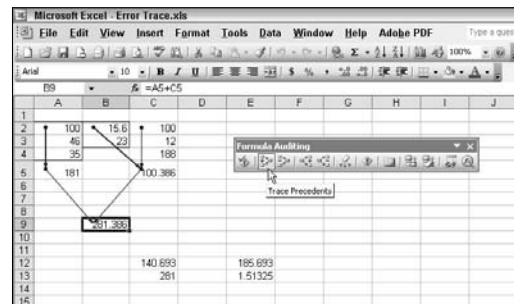 Microsoft Excel - Error Trace.xls
File Edit View Insert Format Tools Data Window Help Adobe PDF Type a ques
100%
Arial 10 B I U $ % ,
B9 fx =A5+C5
A B C D E F G H I J
1
2 100 15.6 100
3 46 23 12
4 35 188
Formula Auditing
5 181 100.386
Trace Precedents
6
7
8
9 281.386
10
11
12 140.693 185.693
13 281 1.51325
14
15